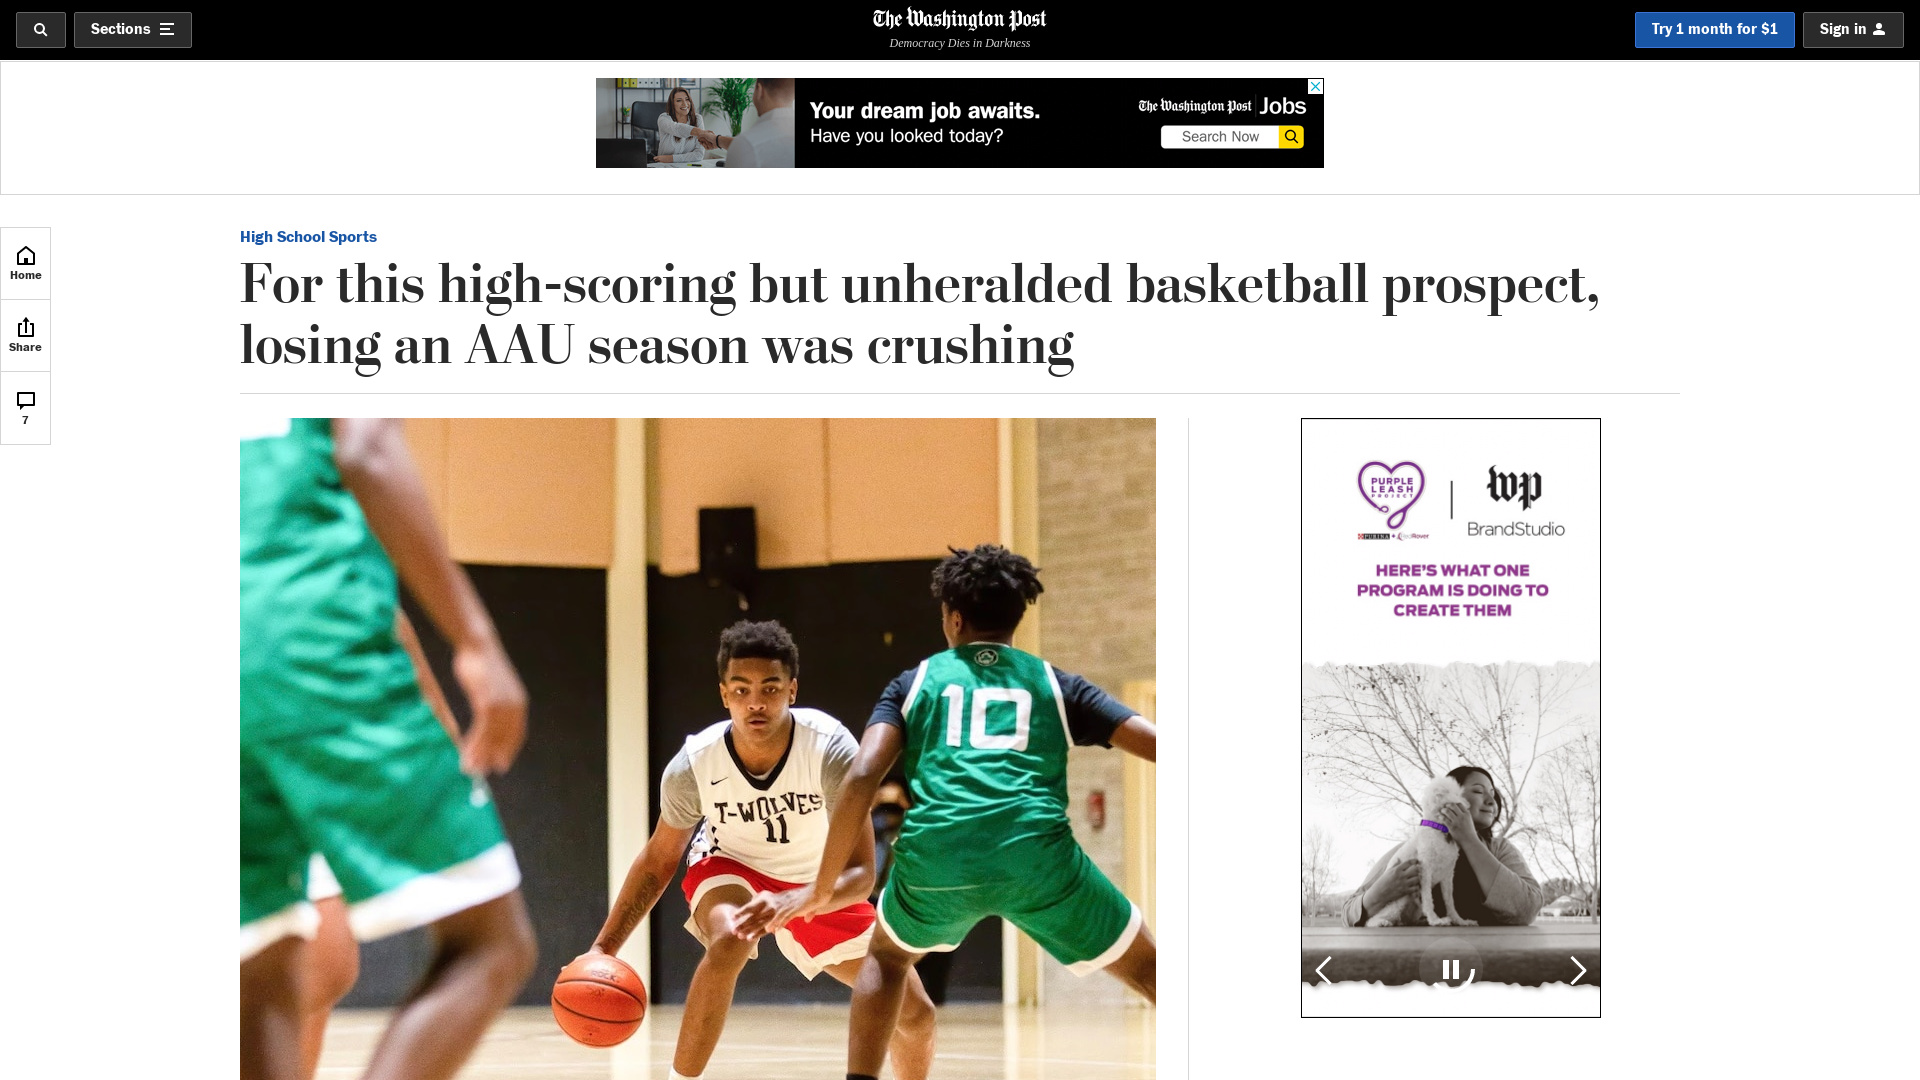 Sections
The Washington Post
Democracy Dies in Darkness
Try 1 month for $1
Sign in
Your dream job awaits.
Have you looked today?
The Washington Post Jobs
Search Now
Home
Share
7
High School Sports
For this high-scoring but unheralded basketball prospect,
losing an AAU season was crushing
T-WOLVES
11
10
PURPLE
LEASH
PROJECT
PURINA +
wp
BrandStudio
HERE'S WHAT ONE
PROGRAM IS DOING TO
CREATE THEM